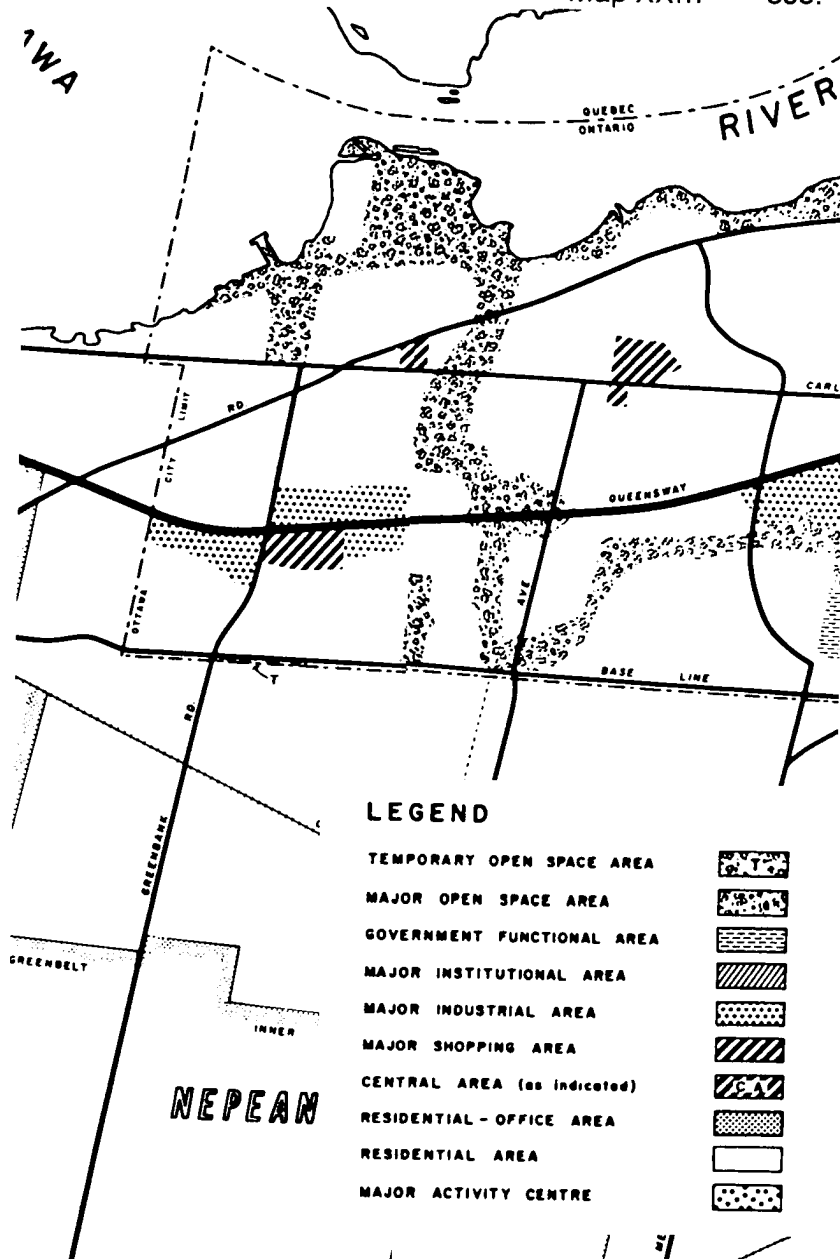 Map XXIII
RIVER
QUEBEC
ONTARIO
CARL
LIMIT
RD
CITY
QUEENSWAY
OTTAWA
AVE
BASE LINE
T
RD.
GREENBANK
GREENBELT
INNER
NEPEAN
LEGEND
TEMPORARY OPEN SPACE AREA T
MAJOR OPEN SPACE AREA
GOVERNMENT FUNCTIONAL AREA
MAJOR INSTITUTIONAL AREA
MAJOR INDUSTRIAL AREA
MAJOR SHOPPING AREA
CENTRAL AREA (as indicated) C A
RESIDENTIAL - OFFICE AREA
RESIDENTIAL AREA
MAJOR ACTIVITY CENTRE